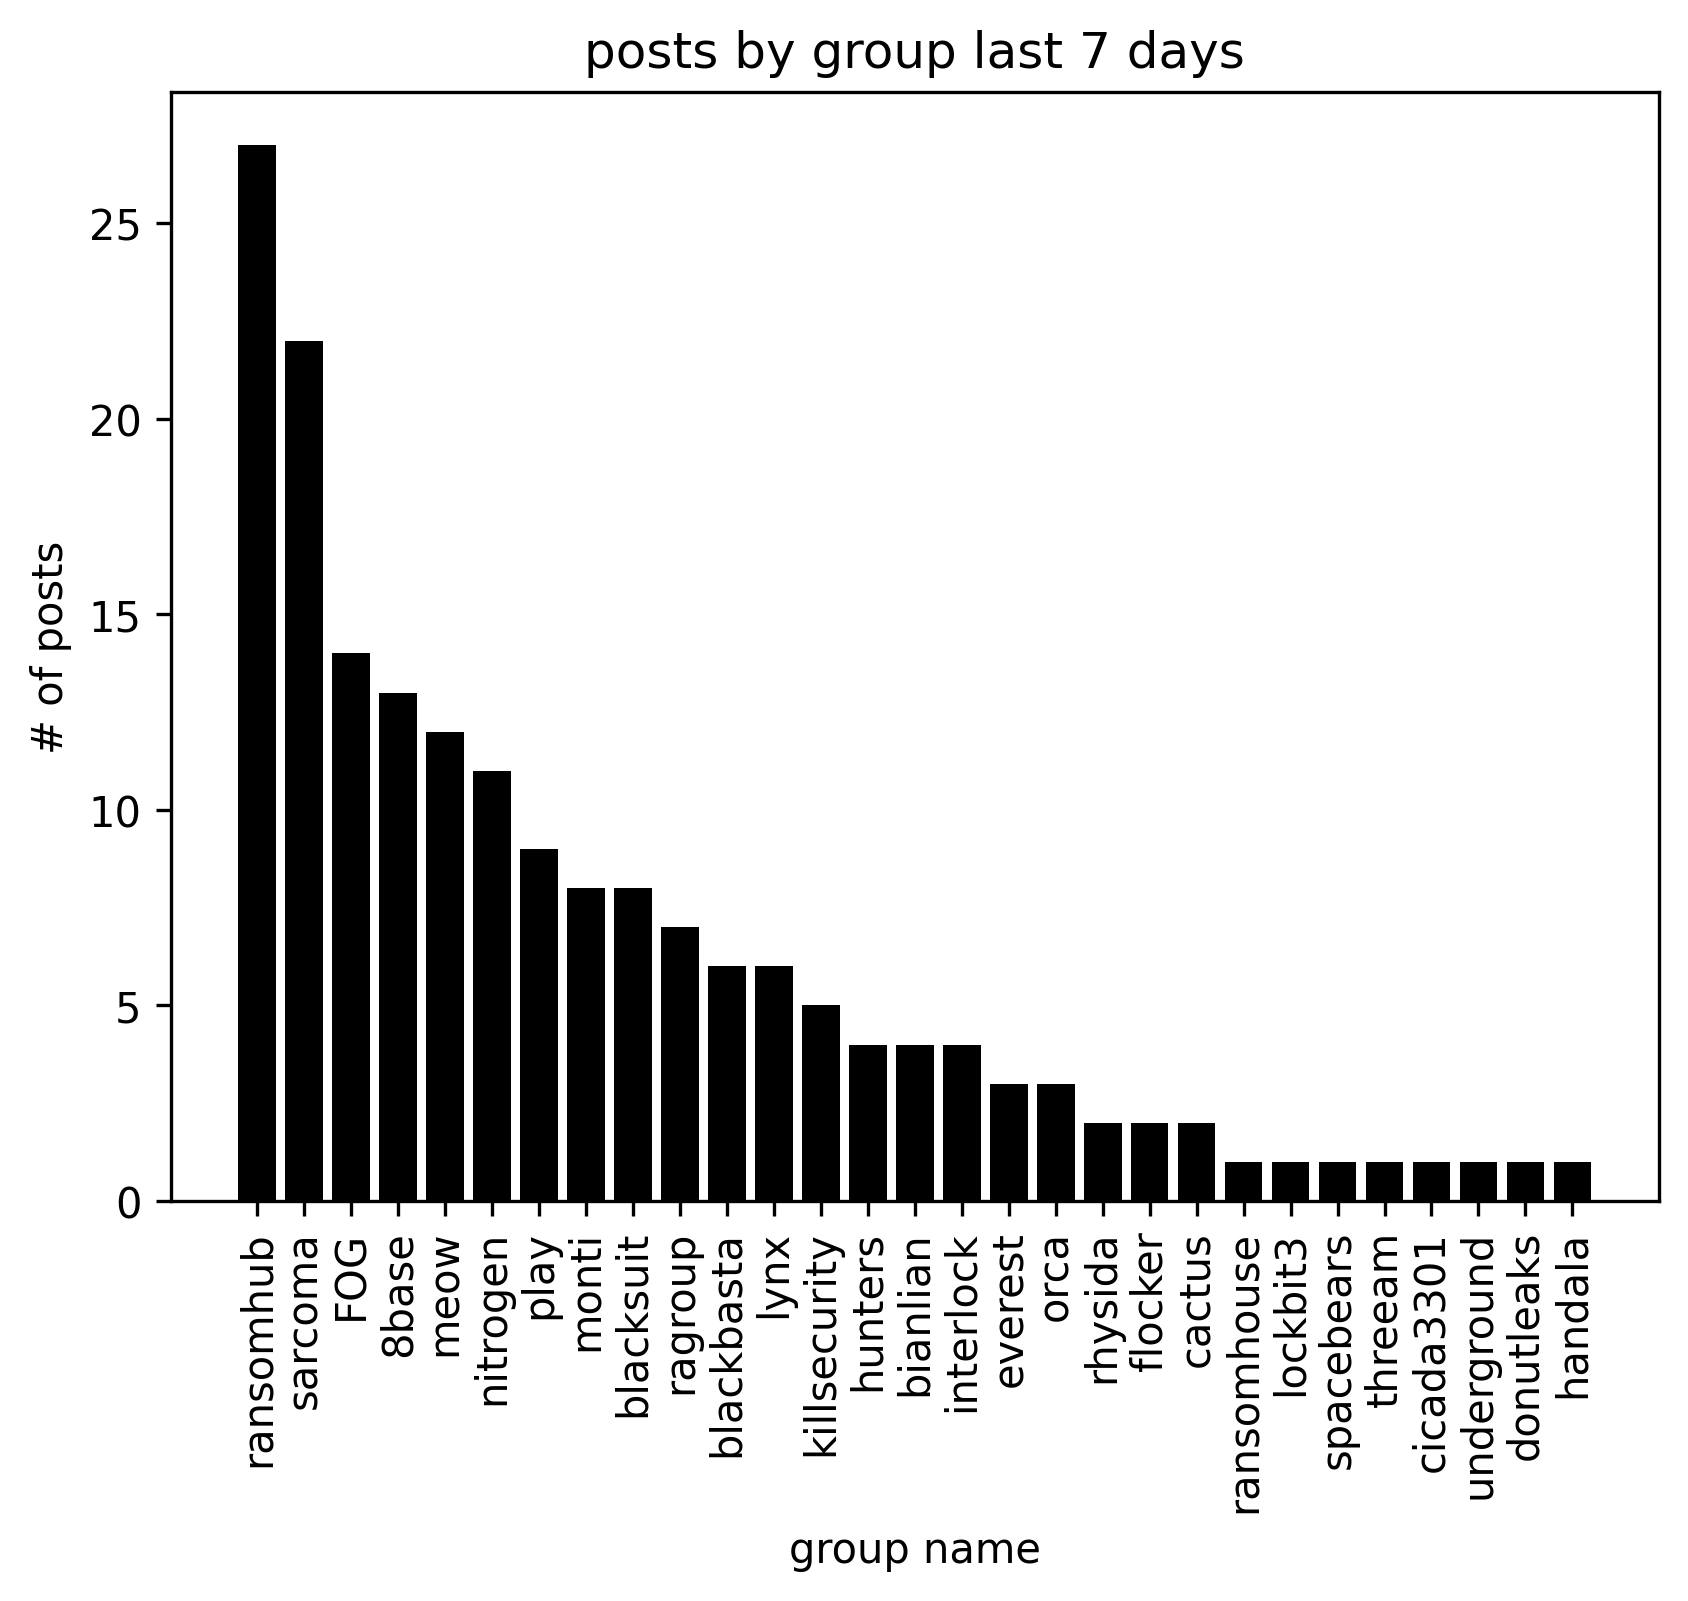 posts by group last 7 days
25
20
15
10
5
0
# of posts
ransomhub
sarcoma
FOG
8base
meow
nitrogen
play
monti
blacksuit
ragroup
blackbasta
lynx
killsecurity
hunters
bianlian
interlock
everest
orca
rhysida
flocker
cactus
ransomhouse
lockbit3
spacebears
threeam
cicada3301
underground
donutleaks
handala
group name